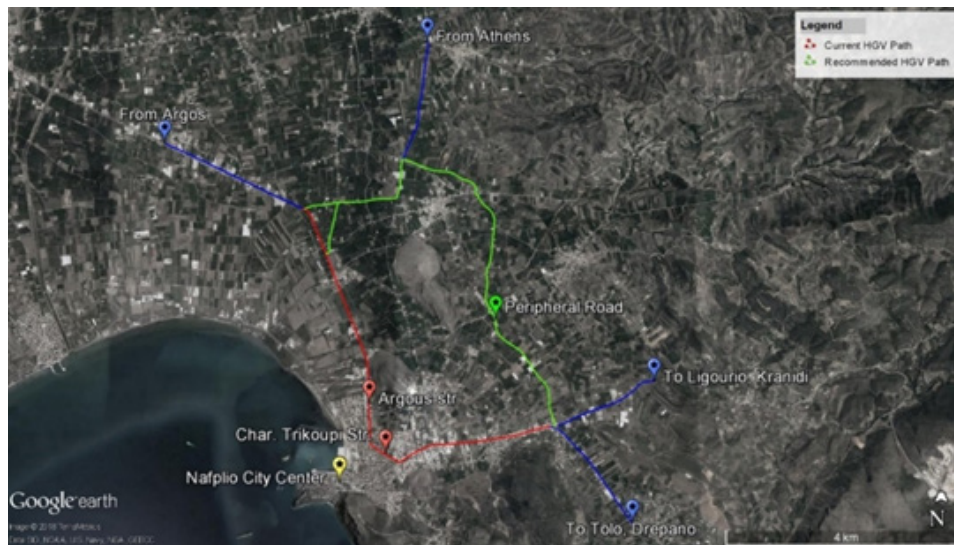 From Athens
Legend
Current HGV Path
Recommended HGV Path
From Argos
Peripheral Road
To Ligourio, Kranidi
Argous str
Char. Trikoupi Str.
Nafplio City Center
Google earth
To Tolo, Drepano
N
4 km